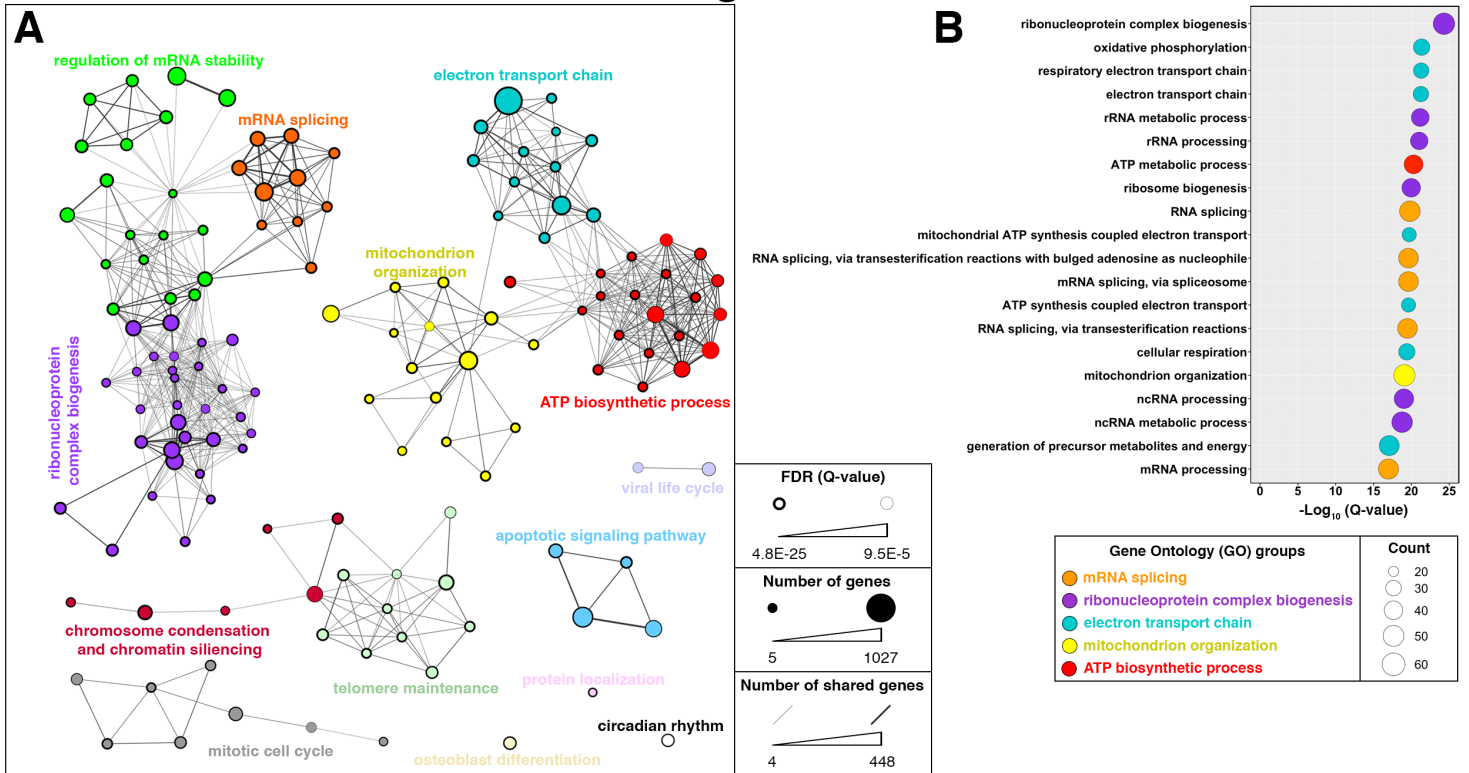 A
regulation of mRNA stability
electron transport chain
mRNA splicing
mitochondrion
organization
ribonucleoprotein
complex biogenesis
ATP biosynthetic process
viral life cycle
apoptotic signaling pathway
chromosome condensation
and chromatin siliencing
telomere maintenance
protein localization
circadian rhythm
mitotic cell cycle
osteoblast differentiation
FDR (Q-value)
4.8E-25 9.5E-5
Number of genes
5 1027
Number of shared genes
4 448
B
ribonucleoprotein complex biogenesis
oxidative phosphorylation
respiratory electron transport chain
electron transport chain
rRNA metabolic process
rRNA processing
ATP metabolic process
ribosome biogenesis
RNA splicing
mitochondrial ATP synthesis coupled electron transport
RNA splicing, via transesterification reactions with bulged adenosine as nucleophile
mRNA splicing, via spliceosome
ATP synthesis coupled electron transport
RNA splicing, via transesterification reactions
cellular respiration
mitochondrion organization
ncRNA processing
ncRNA metabolic process
generation of precursor metabolites and energy
mRNA processing
0 5 10 15 20 25
-Log10 (Q-value)
Gene Ontology (GO) groups
mRNA splicing
ribonucleoprotein complex biogenesis
electron transport chain
mitochondrion organization
ATP biosynthetic process
Count
20
30
40
50
60